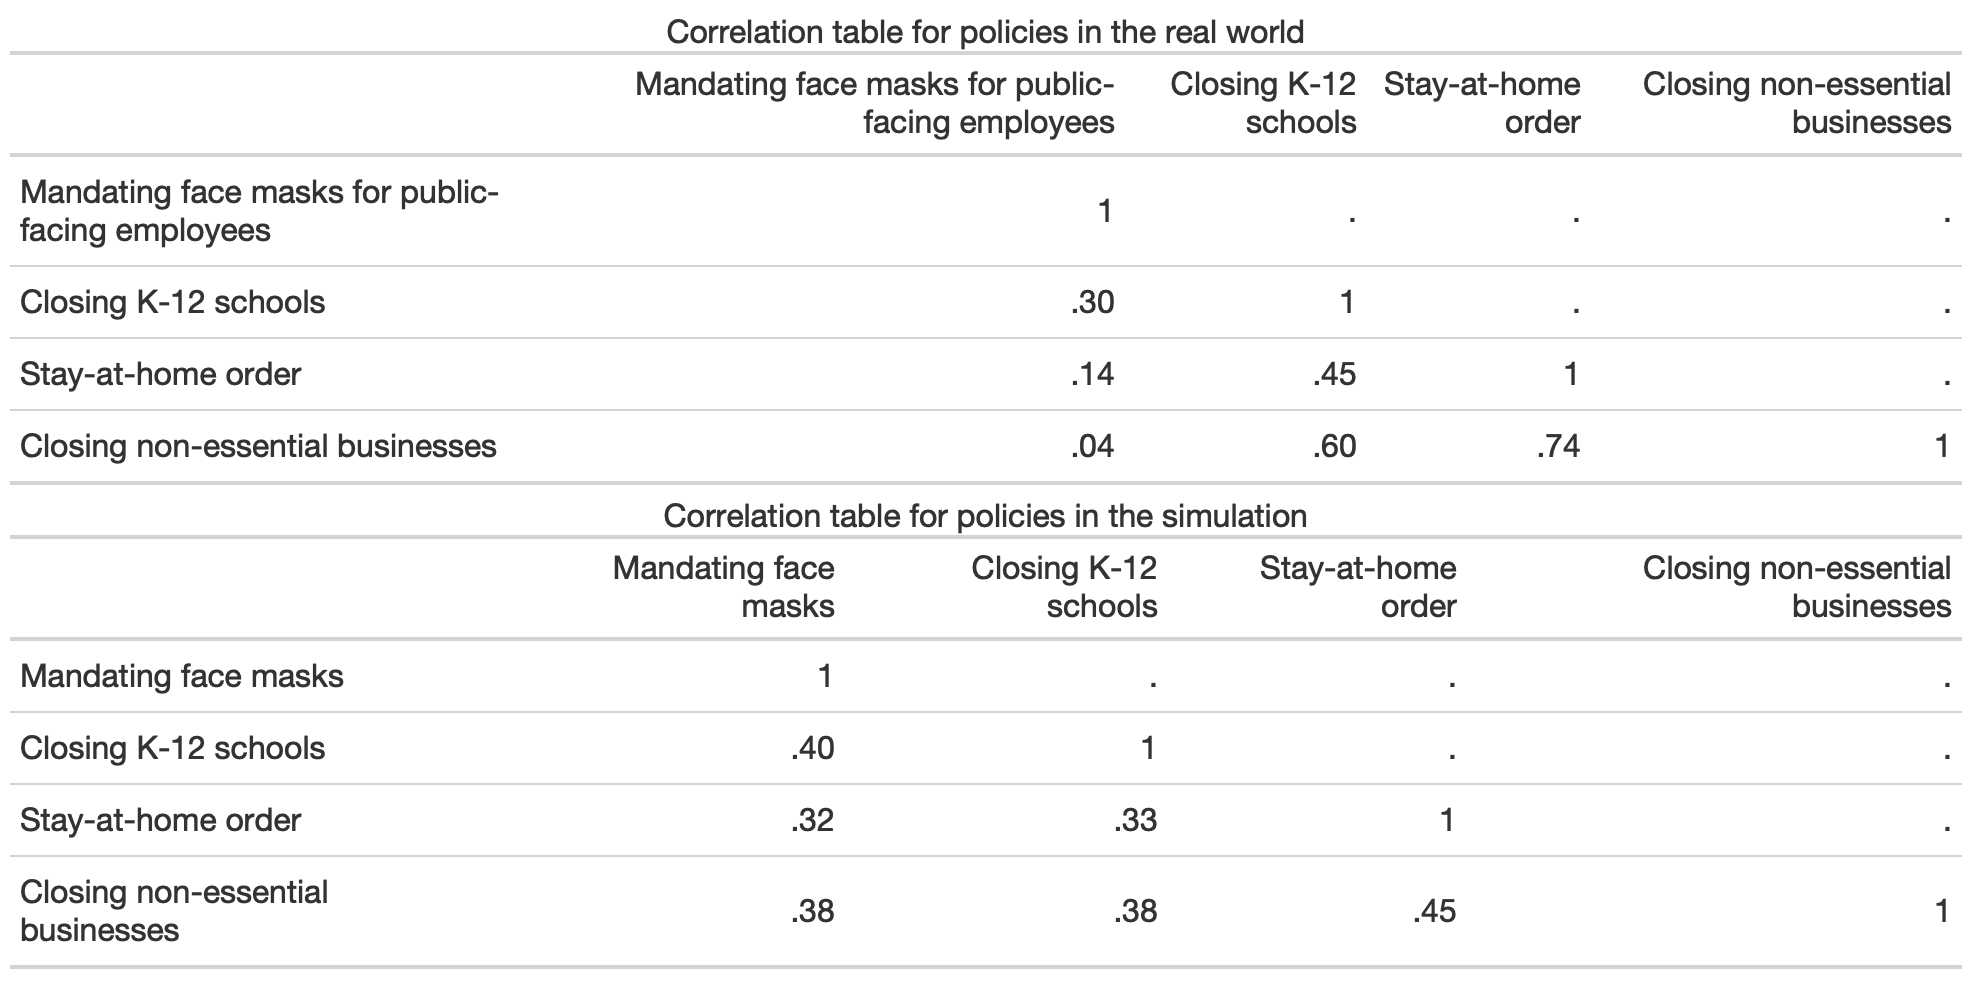 Correlation table for policies in the real world
Mandating face masks for public-
facing employees
Closing K-12
schools
Stay-at-home
order
Closing non-essential
businesses
Mandating face masks for public-
facing employees
1 . . .
Closing K-12 schools .30 1 . .
Stay-at-home order .14 .45 1 .
Closing non-essential businesses .04 .60 .74 1
Correlation table for policies in the simulation
Mandating face
masks
Closing K-12
schools
Stay-at-home
order
Closing non-essential
businesses
Mandating face masks 1 . . .
Closing K-12 schools .40 1 . .
Stay-at-home order .32 .33 1 .
Closing non-essential
businesses
.38 .38 .45 1